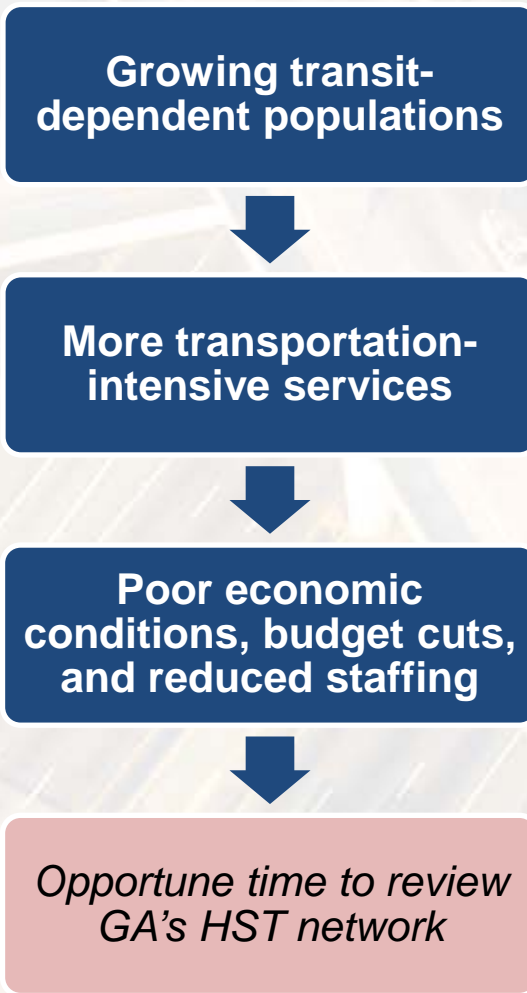 Growing transit-
dependent populations
More transportation-
intensive services
Poor economic
conditions, budget cuts,
and reduced staffing
Opportune time to review
GA’s HST network